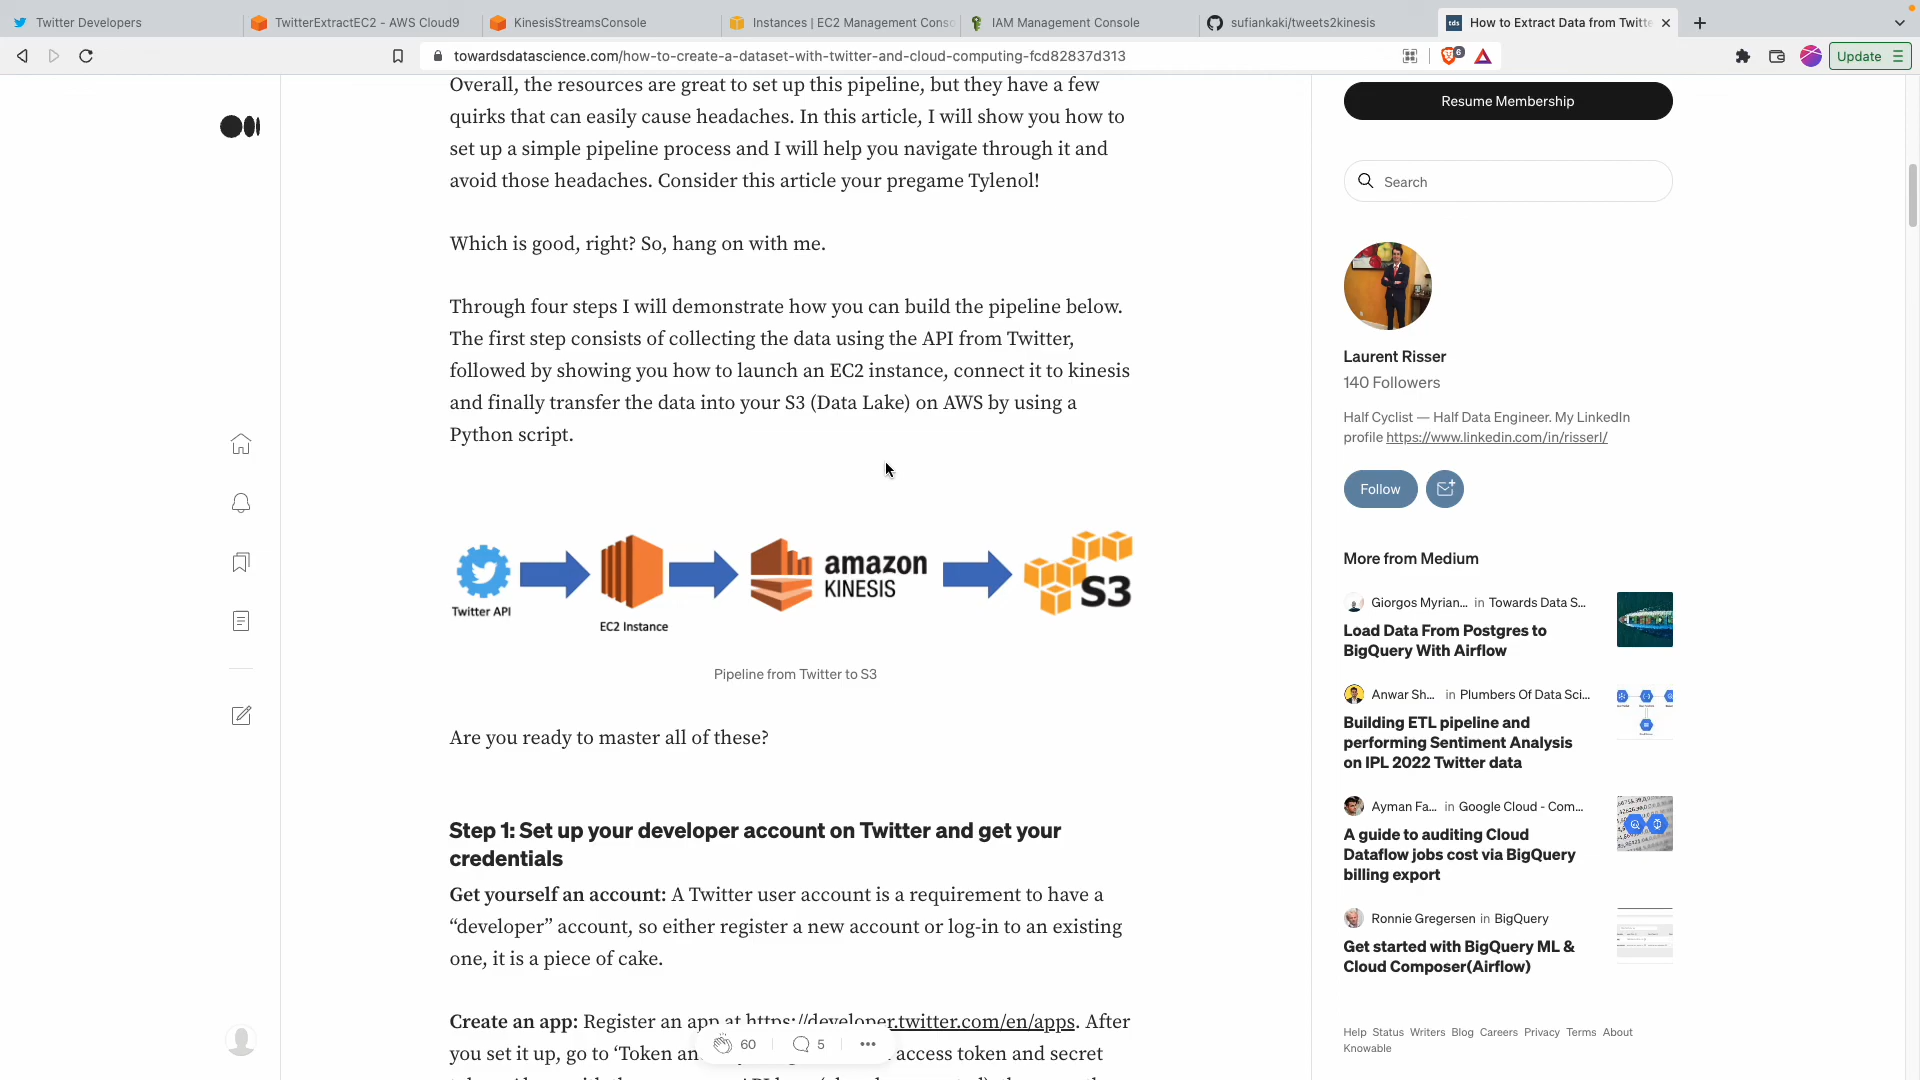 Twitter Developers
TwitterExtractEC2 - AWS Cloud9
KinesisStreamsConsole
Instances | EC2 Management Conso
IAM Management Console
sufiankaki/tweets2kinesis
tds
How to Extract Data from Twitte
towardsdatascience.com/how-to-create-a-dataset-with-twitter-and-cloud-computing-fcd82837d313
6
Update
Overall, the resources are great to set up this pipeline, but they have a few
quirks that can easily cause headaches. In this article, I will show you how to
set up a simple pipeline process and I will help you navigate through it and
avoid those headaches. Consider this article your pregame Tylenol!
Which is good, right? So, hang on with me.
Through four steps I will demonstrate how you can build the pipeline below.
The first step consists of collecting the data using the API from Twitter,
followed by showing you how to launch an EC2 instance, connect it to kinesis
and finally transfer the data into your S3 (Data Lake) on AWS by using a
Python script.
Twitter API
EC2 Instance
amazon
KINESIS
S3
Pipeline from Twitter to S3
Are you ready to master all of these?
Step 1: Set up your developer account on Twitter and get your
credentials
Get yourself an account: A Twitter user account is a requirement to have a
“developer” account, so either register a new account or log-in to an existing
one, it is a piece of cake.
Create an app: Register an app at https://developer.twitter.com/en/apps. After
you set it up, go to ‘Token an access token and secret
60
5
Resume Membership
Search
Laurent Risser
140 Followers
Half Cyclist — Half Data Engineer. My LinkedIn
profile https://www.linkedin.com/in/risserl/
Follow
More from Medium
Giorgos Myrian... in Towards Data S...
Load Data From Postgres to
BigQuery With Airflow
Anwar Sh... in Plumbers Of Data Sci...
Building ETL pipeline and
performing Sentiment Analysis
on IPL 2022 Twitter data
Ayman Fa... in Google Cloud - Com...
A guide to auditing Cloud
Dataflow jobs cost via BigQuery
billing export
Ronnie Gregersen in BigQuery
Get started with BigQuery ML &
Cloud Composer(Airflow)
Help Status Writers Blog Careers Privacy Terms About
Knowable